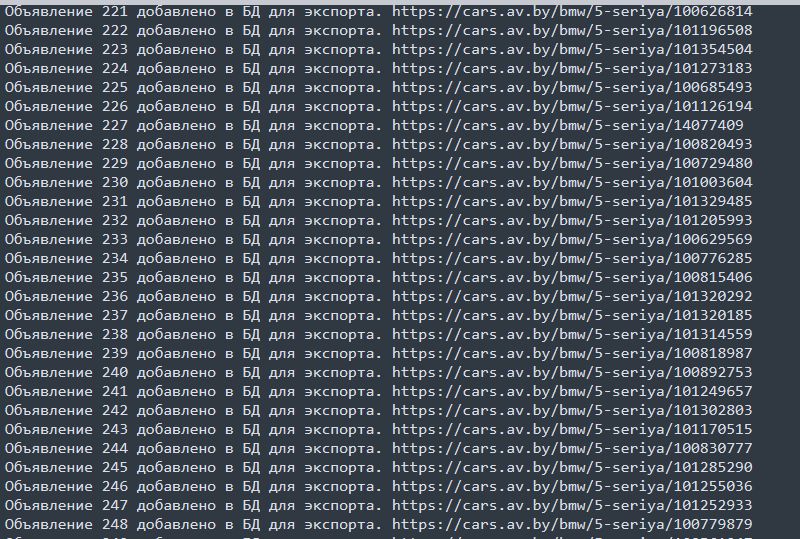 Объявление 221 добавлено в БД для экспорта. https://cars.av.by/bmw/5-seriya/100626814
Объявление 222 добавлено в БД для экспорта. https://cars.av.by/bmw/5-seriya/101196508
Объявление 223 добавлено в БД для экспорта. https://cars.av.by/bmw/5-seriya/101354504
Объявление 224 добавлено в БД для экспорта. https://cars.av.by/bmw/5-seriya/101273183
Объявление 225 добавлено в БД для экспорта. https://cars.av.by/bmw/5-seriya/100685493
Объявление 226 добавлено в БД для экспорта. https://cars.av.by/bmw/5-seriya/101126194
Объявление 227 добавлено в БД для экспорта. https://cars.av.by/bmw/5-seriya/14077409
Объявление 228 добавлено в БД для экспорта. https://cars.av.by/bmw/5-seriya/100820493
Объявление 229 добавлено в БД для экспорта. https://cars.av.by/bmw/5-seriya/100729480
Объявление 230 добавлено в БД для экспорта. https://cars.av.by/bmw/5-seriya/101003604
Объявление 231 добавлено в БД для экспорта. https://cars.av.by/bmw/5-seriya/101329485
Объявление 232 добавлено в БД для экспорта. https://cars.av.by/bmw/5-seriya/101205993
Объявление 233 добавлено в БД для экспорта. https://cars.av.by/bmw/5-seriya/100629569
Объявление 234 добавлено в БД для экспорта. https://cars.av.by/bmw/5-seriya/100776285
Объявление 235 добавлено в БД для экспорта. https://cars.av.by/bmw/5-seriya/100815406
Объявление 236 добавлено в БД для экспорта. https://cars.av.by/bmw/5-seriya/101320292
Объявление 237 добавлено в БД для экспорта. https://cars.av.by/bmw/5-seriya/101320185
Объявление 238 добавлено в БД для экспорта. https://cars.av.by/bmw/5-seriya/101314559
Объявление 239 добавлено в БД для экспорта. https://cars.av.by/bmw/5-seriya/100818987
Объявление 240 добавлено в БД для экспорта. https://cars.av.by/bmw/5-seriya/100892753
Объявление 241 добавлено в БД для экспорта. https://cars.av.by/bmw/5-seriya/101249657
Объявление 242 добавлено в БД для экспорта. https://cars.av.by/bmw/5-seriya/101302803
Объявление 243 добавлено в БД для экспорта. https://cars.av.by/bmw/5-seriya/101170515
Объявление 244 добавлено в БД для экспорта. https://cars.av.by/bmw/5-seriya/100830777
Объявление 245 добавлено в БД для экспорта. https://cars.av.by/bmw/5-seriya/101285290
Объявление 246 добавлено в БД для экспорта. https://cars.av.by/bmw/5-seriya/101255036
Объявление 247 добавлено в БД для экспорта. https://cars.av.by/bmw/5-seriya/101252933
Объявление 248 добавлено в БД для экспорта. https://cars.av.by/bmw/5-seriya/100779879